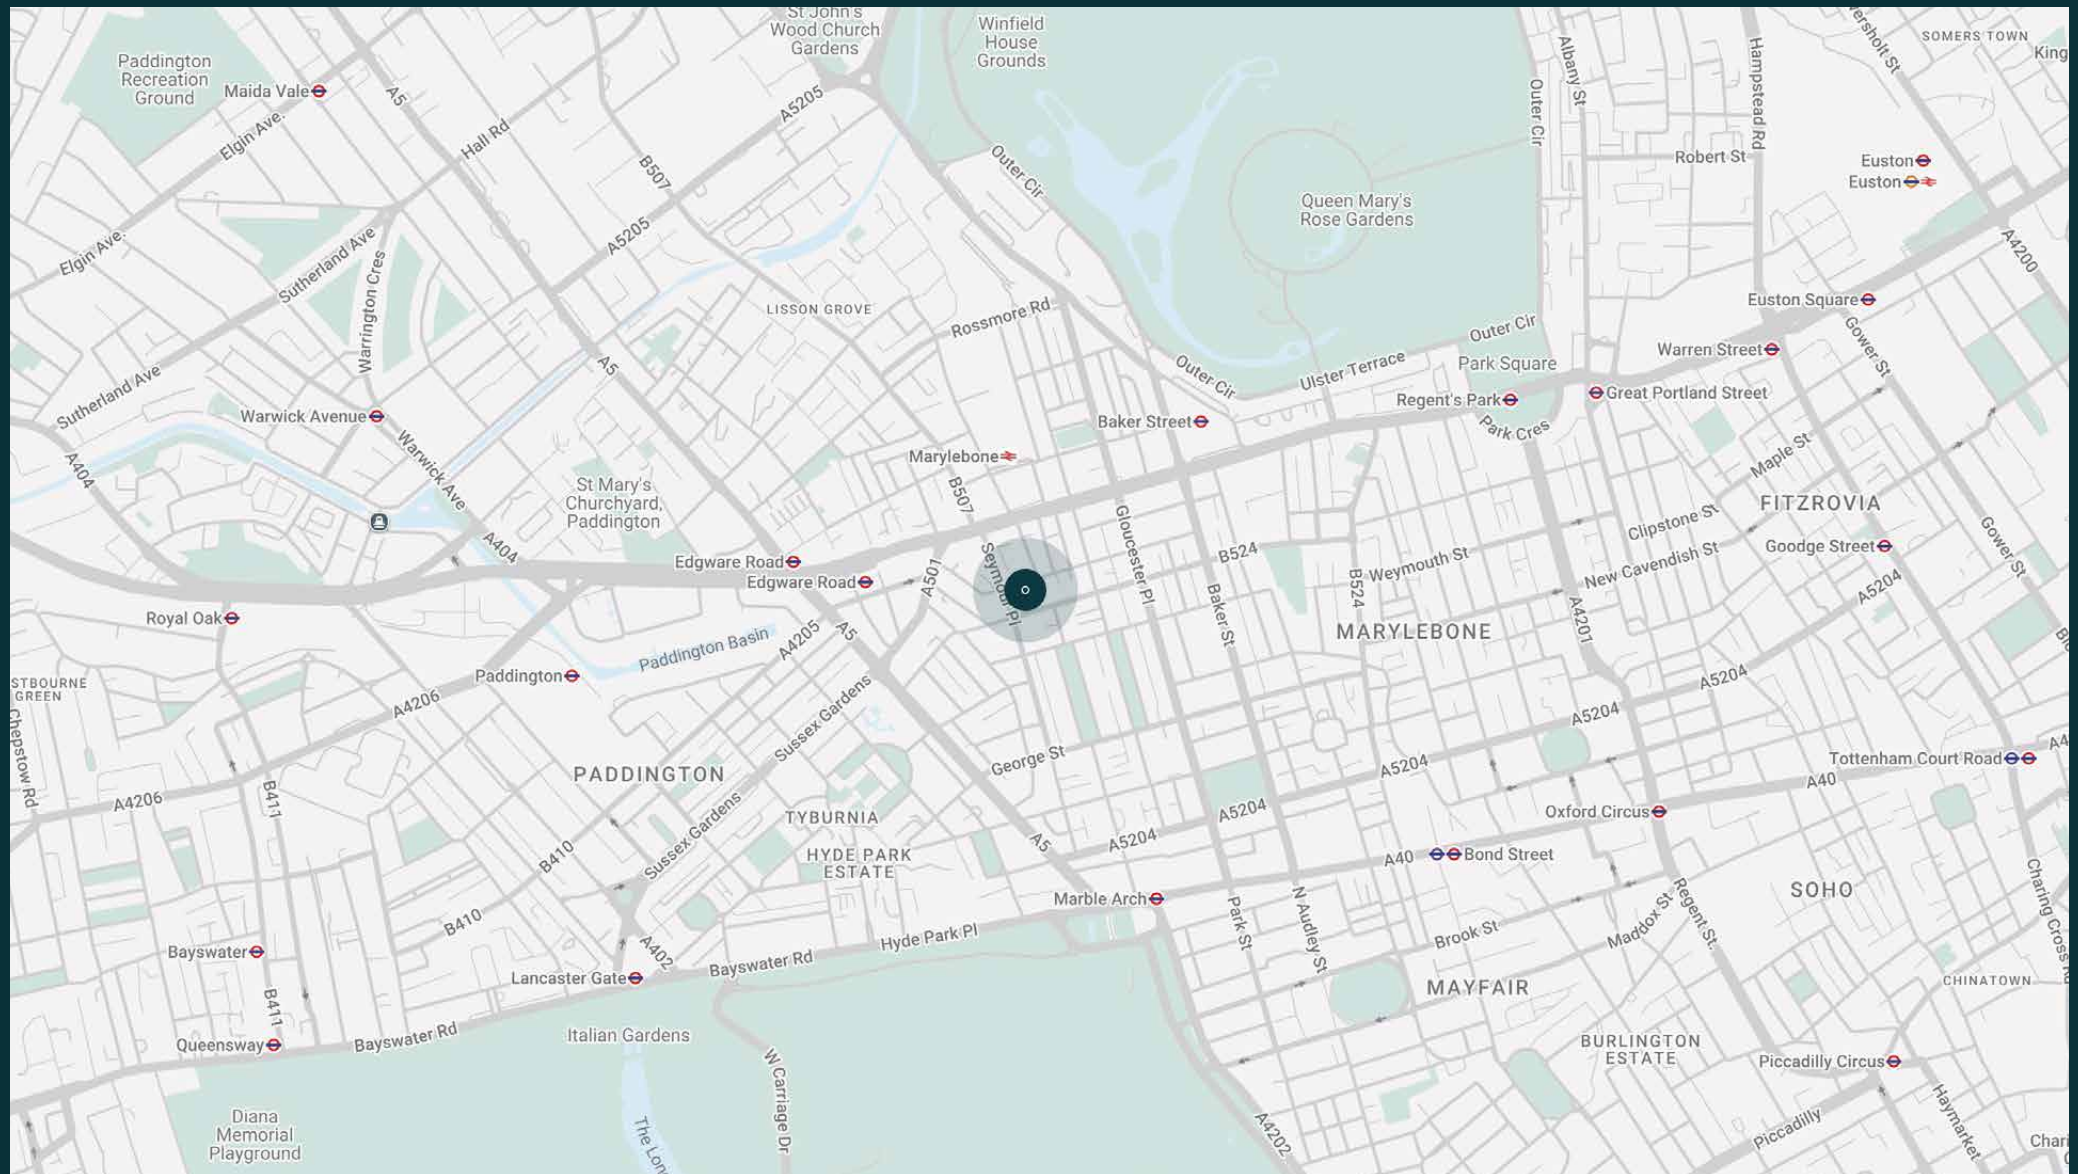 St John's
Wood Church
Gardens
Winfield
House
Grounds
Albany St
Hampstead Rd
SOMERS TOWN
King
Paddington
Recreation
Ground
Maida Vale
A5
A5205
Outer Cir
Elgin Ave.
Hall Rd
B507
Outer Cir
Robert St
Euston
Euston
Queen Mary's
Rose Gardens
Elgin Ave.
Sutherland Ave
A5205
A4200
Warrington Cres
LISSON GROVE
Rossmore Rd
Euston Square
Outer Cir
Gower St
Warren Street
Park Square
A5
Outer Cir
Ulster Terrace
Sutherland Ave
Regent's Park
Great Portland Street
Warwick Avenue
Baker Street
Park Cres
Warwick Ave
Marylebone
Maple St
A404
St Mary's
Churchyard,
Paddington
B507
Gloucester Pl
FITZROVIA
Clipstone St
A404
Edgware Road
Edgware Road
A501
Seymour Pl
B524
B524
Weymouth St
New Cavendish St
Goodge Street
Gower St
A5204
Royal Oak
Baker St
A4201
A4205
A5
MARYLEBONE
Paddington Basin
Paddington
STBOURNE
GREEN
A4206
Sussex Gardens
A5204
A5204
Chepstow Rd
George St
A5204
Tottenham Court Road
A4
PADDINGTON
A40
A4206
B411
TYBURNIA
A5204
Oxford Circus
Sussex Gardens
A5
A5204
B410
HYDE PARK
ESTATE
A40
Bond Street
Marble Arch
SOHO
Charing Cross
B410
Park St
N Audley St
Maddox St
Regent St.
Brook St
Hyde Park Pl
Bayswater
A402
Bayswater Rd
Lancaster Gate
MAYFAIR
CHINATOWN
B411
Queensway
Bayswater Rd
Italian Gardens
BURLINGTON
ESTATE
Piccadilly Circus
W Carriage Dr
Diana
Memorial
Playground
The Lon
A4202
Piccadilly
Haymarket
Chari